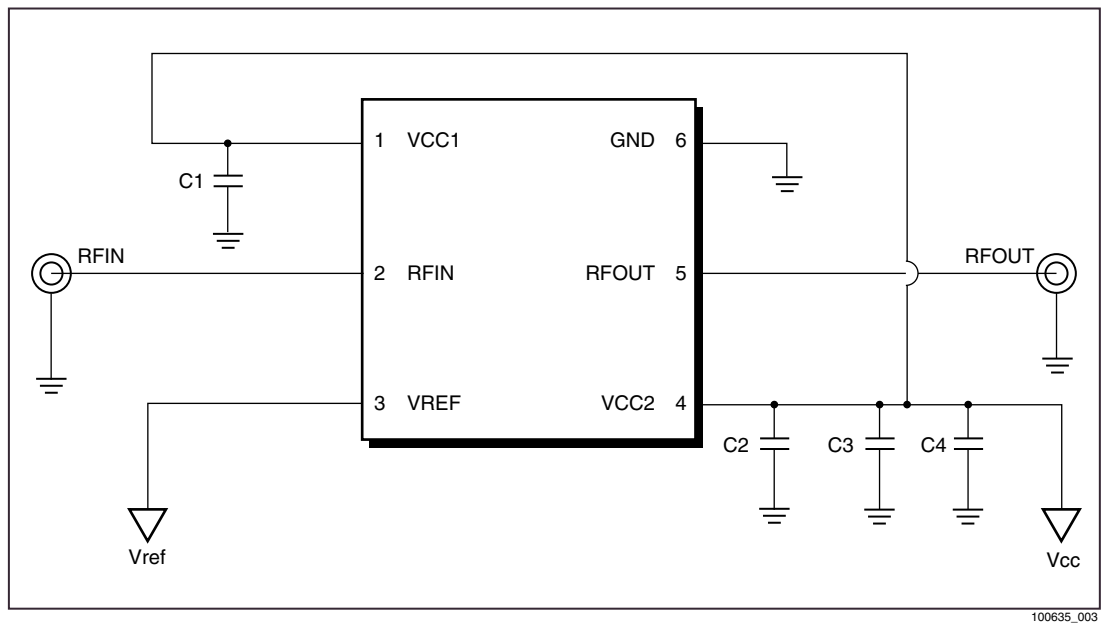 1 VCC1
GND 6
C1
RFIN
2 RFIN
RFOUT 5
RFOUT
3 VREF
VCC2 4
C2
C3
C4
Vref
Vcc
100635_003